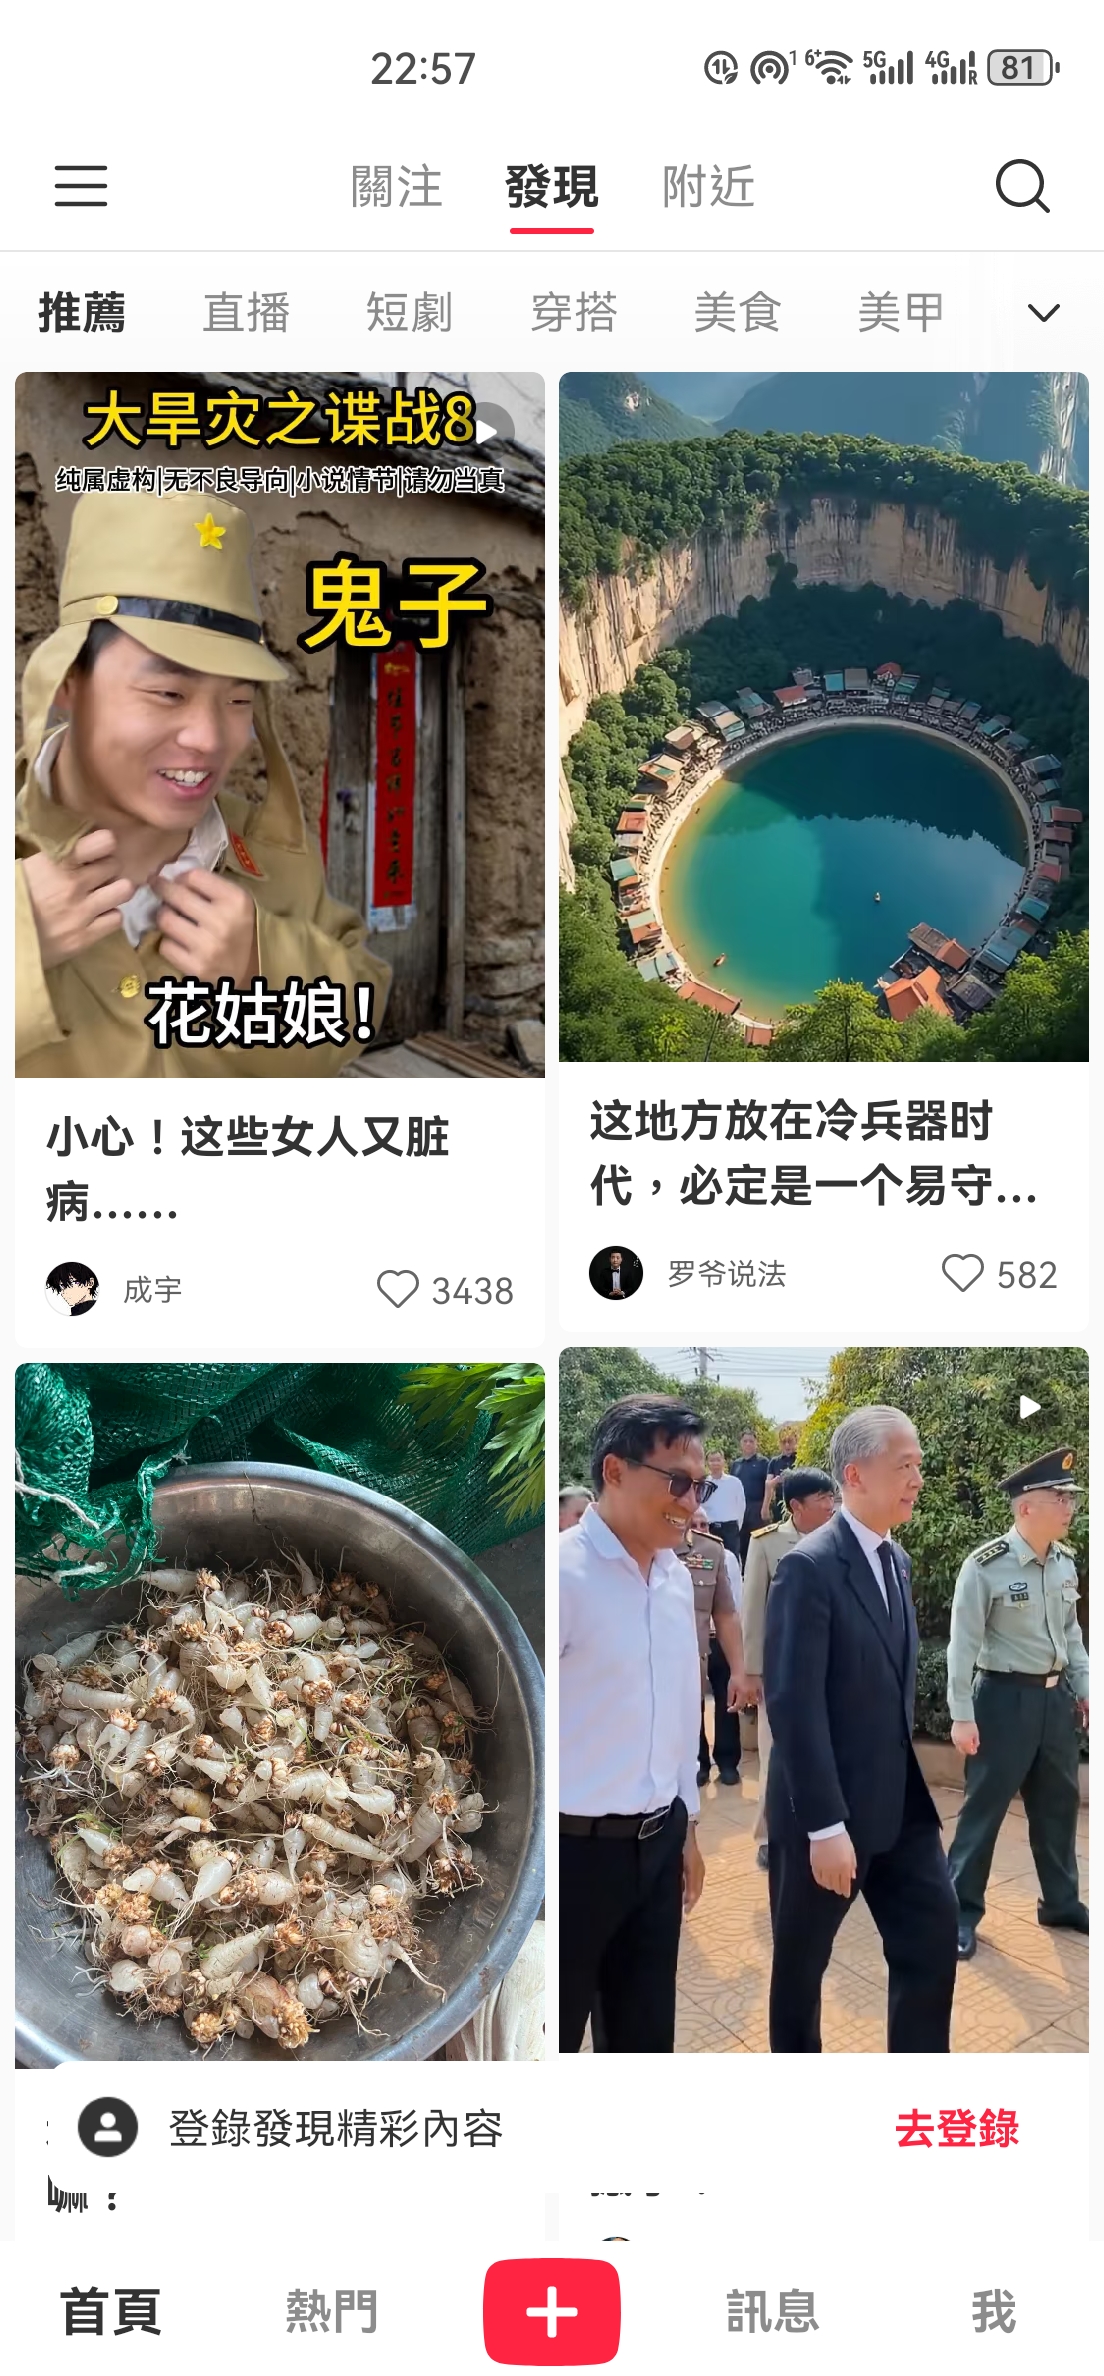 22:57
1
6+
5G
4G
R
81
關注 發現 附近
推薦 直播 短劇 穿搭 美食 美甲
大旱灾之谍战8
纯属虚构|无不良导向|小说情节|请勿当真
鬼子
花姑娘!
小心!这些女人又脏
病……
成宇 3438
这地方放在冷兵器时
代,必定是一个易守...
罗爷说法 582
登錄發現精彩內容 去登錄
首頁 熱門 訊息 我